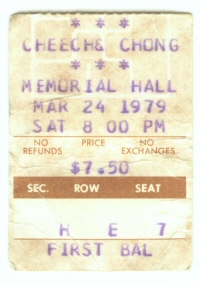 * * *
CHEECH& CHONG
* * *
MEMORIAL HALL
MAR 24 1979
SAT 8 00 PM
NO REFUNDS PRICE NO EXCHANGES
$7.50
SEC. ROW SEAT
H E 7
FIRST BAL